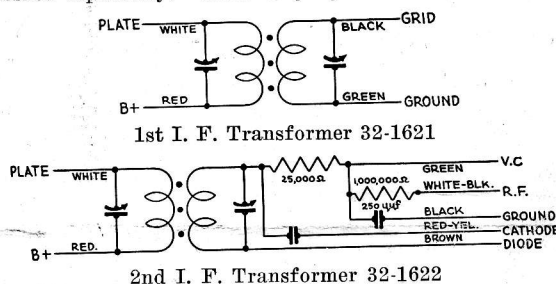 PLATE WHITE BLACK GRID
B+ RED GREEN GROUND
1st I. F. Transformer 32-1621
PLATE WHITE 25,000Ω GREEN V.C
1,000,000Ω WHITE-BLK. R.F.
250 µµf BLACK GROUND
RED-YEL. CATHODE
B+ RED. BROWN DIODE
2nd I. F. Transformer 32-1622